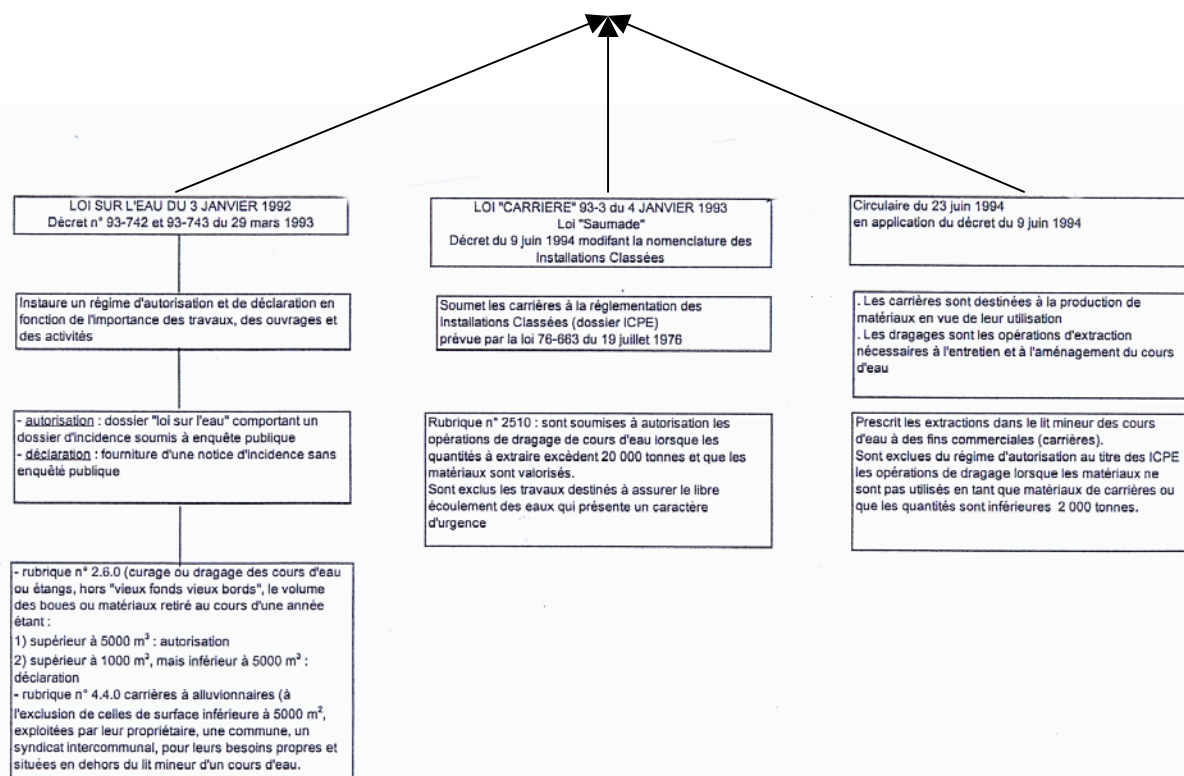 LOI SUR L'EAU DU 3 JANVIER 1992
Décret n° 93-742 et 93-743 du 29 mars 1993
Instaure un régime d'autorisation et de déclaration en
fonction de l'importance des travaux, des ouvrages et
des activités
- autorisation : dossier "loi sur l'eau" comportant un
dossier d'incidence soumis à enquête publique
- déclaration : fourniture d'une notice d'incidence sans
enquêté publique
- rubrique n° 2.6.0 (curage ou dragage des cours d'eau
ou étangs, hors "vieux fonds vieux bords", le volume
des boues ou matériaux retiré au cours d'une année
étant :
1) supérieur à 5000 m³ : autorisation
2) supérieur à 1000 m³, mais inférieur à 5000 m³ :
déclaration
- rubrique n° 4.4.0 carrières à alluvionnaires (à
l'exclusion de celles de surface inférieure à 5000 m²,
exploitées par leur propriétaire, une commune, un
syndicat intercommunal, pour leurs besoins propres et
situées en dehors du lit mineur d'un cours d'eau.
LOI "CARRIERE" 93-3 du 4 JANVIER 1993
Loi "Saumade"
Décret du 9 juin 1994 modifant la nomenclature des
Installations Classées
Soumet les carrières à la réglementation des
Installations Classées (dossier ICPE)
prévue par la loi 76-663 du 19 juillet 1976
Rubrique n° 2510 : sont soumises à autorisation les
opérations de dragage de cours d'eau lorsque les
quantités à extraire excèdent 20 000 tonnes et que les
matériaux sont valorisés.
Sont exclus les travaux destinés à assurer le libre
écoulement des eaux qui présente un caractère
d'urgence
Circulaire du 23 juin 1994
en application du décret du 9 juin 1994
. Les carrières sont destinées à la production de
matériaux en vue de leur utilisation
. Les dragages sont les opérations d'extraction
nécessaires à l'entretien et à l'aménagement du cours
d'eau
Prescrit les extractions dans le lit mineur des cours
d'eau à des fins commerciales (carrières).
Sont exclues du régime d'autorisation au titre des ICPE
les opérations de dragage lorsque les matériaux ne
sont pas utilisés en tant que matériaux de carrières ou
que les quantités sont inférieures 2 000 tonnes.